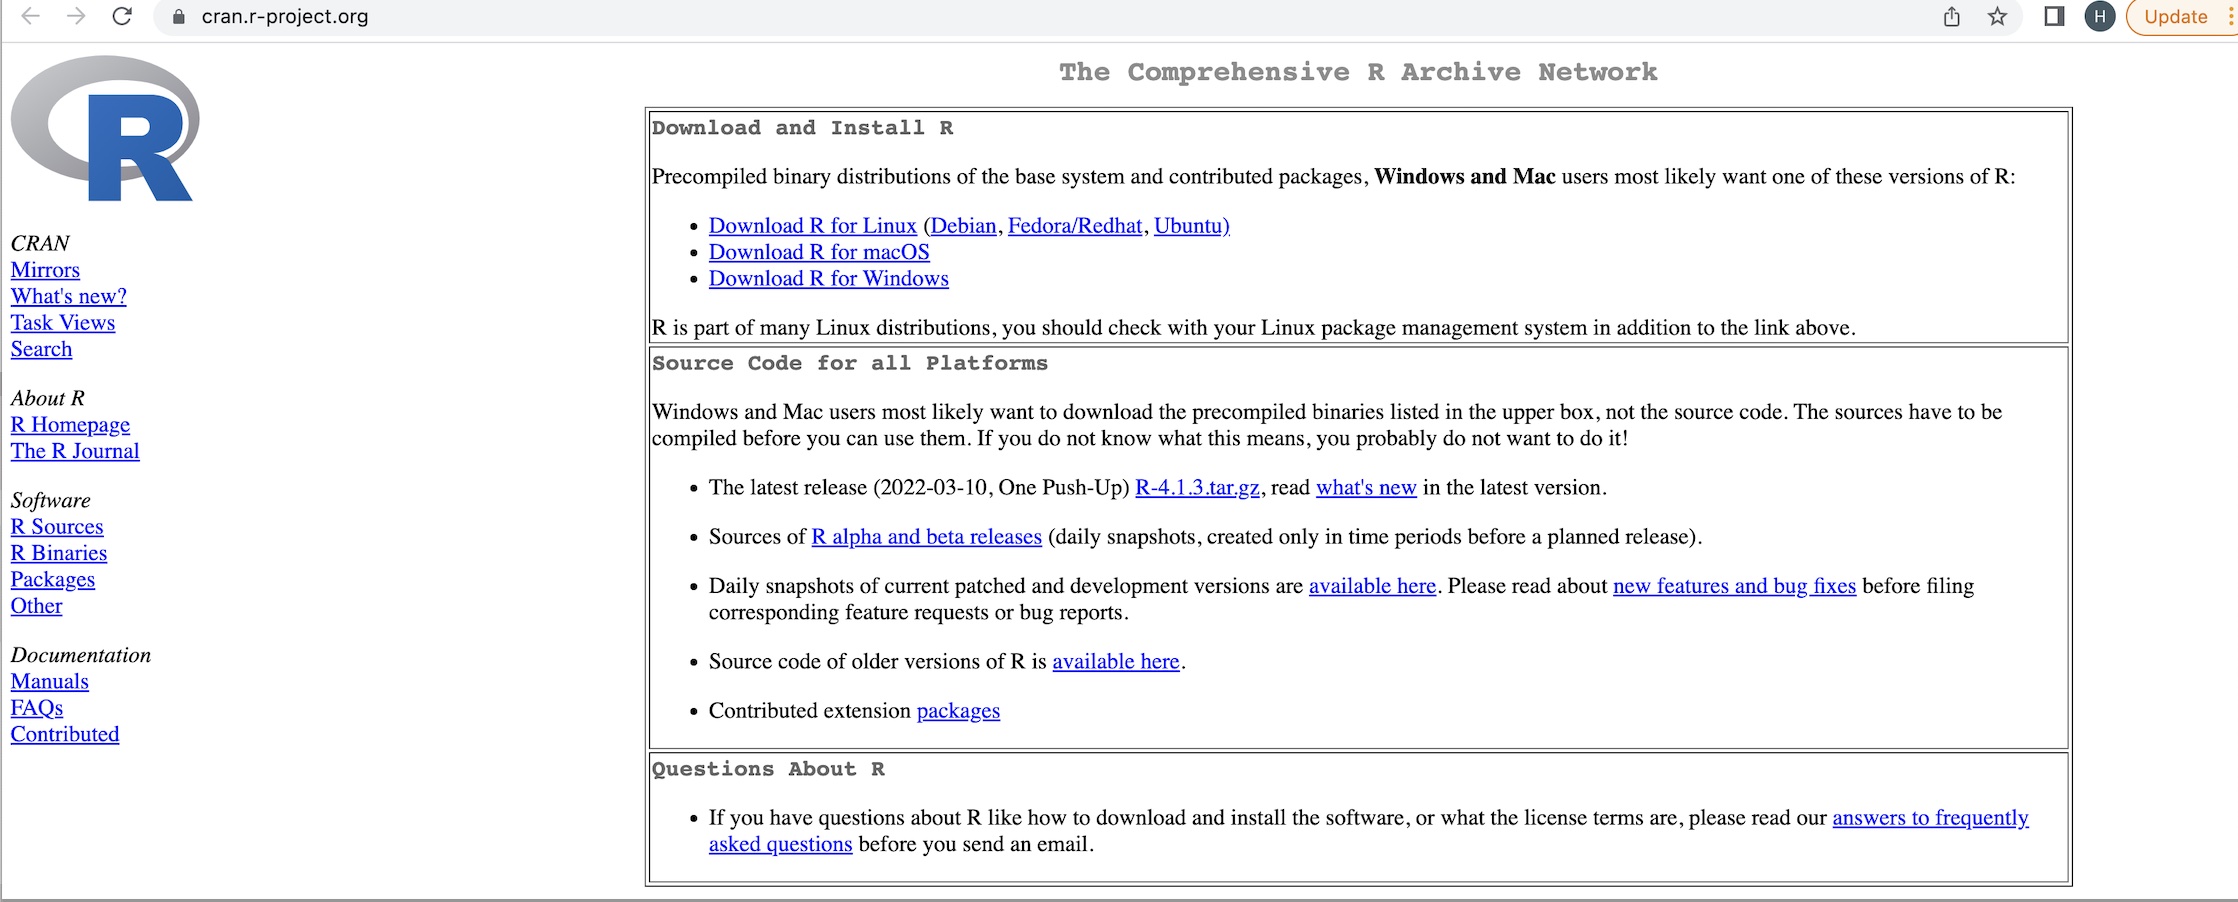 cran.r-project.org
H
Update
R
The Comprehensive R Archive Network
CRAN
Mirrors
What's new?
Task Views
Search
About R
R Homepage
The R Journal
Software
R Sources
R Binaries
Packages
Other
Documentation
Manuals
FAQs
Contributed
Download and Install R
Precompiled binary distributions of the base system and contributed packages, Windows and Mac users most likely want one of these versions of R:
• Download R for Linux (Debian, Fedora/Redhat, Ubuntu)
• Download R for macOS
• Download R for Windows
R is part of many Linux distributions, you should check with your Linux package management system in addition to the link above.
Source Code for all Platforms
Windows and Mac users most likely want to download the precompiled binaries listed in the upper box, not the source code. The sources have to be
compiled before you can use them. If you do not know what this means, you probably do not want to do it!
• The latest release (2022-03-10, One Push-Up) R-4.1.3.tar.gz, read what's new in the latest version.
• Sources of R alpha and beta releases (daily snapshots, created only in time periods before a planned release).
• Daily snapshots of current patched and development versions are available here. Please read about new features and bug fixes before filing
corresponding feature requests or bug reports.
• Source code of older versions of R is available here.
• Contributed extension packages
Questions About R
• If you have questions about R like how to download and install the software, or what the license terms are, please read our answers to frequently
asked questions before you send an email.